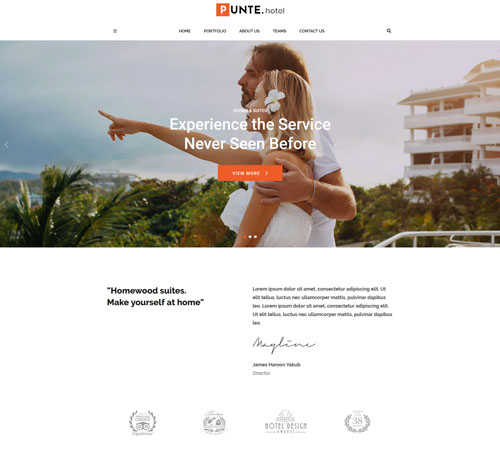 PUNTE.hotel
HOME PORTFOLIO ABOUT US TEAMS CONTACT
ROOMS & SUITES
Experience the Service
Never Seen Before
VIEW MORE
"Homewood suites.
Make yourself at home"
Lorem ipsum dolor sit amet, consectetur adipiscing elit. Ut
elit tellus, luctus nec ullamcorper mattis, pulvinar dapibus
leo. Lorem ipsum dolor sit amet, consectetur adipiscing elit.
Ut elit tellus, luctus nec ullamcorper mattis, pulvinar dapibus
leo.
Mayline
James Haroon Yakub
Director
CHOICE
tripadvisor
HOTEL DESIGN
AWARDS
38